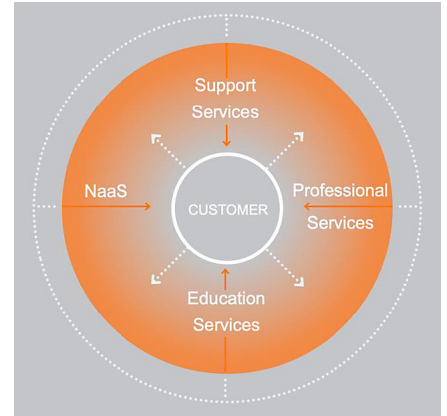 Support
Services
NaaS
CUSTOMER
Professional
Services
Education
Services